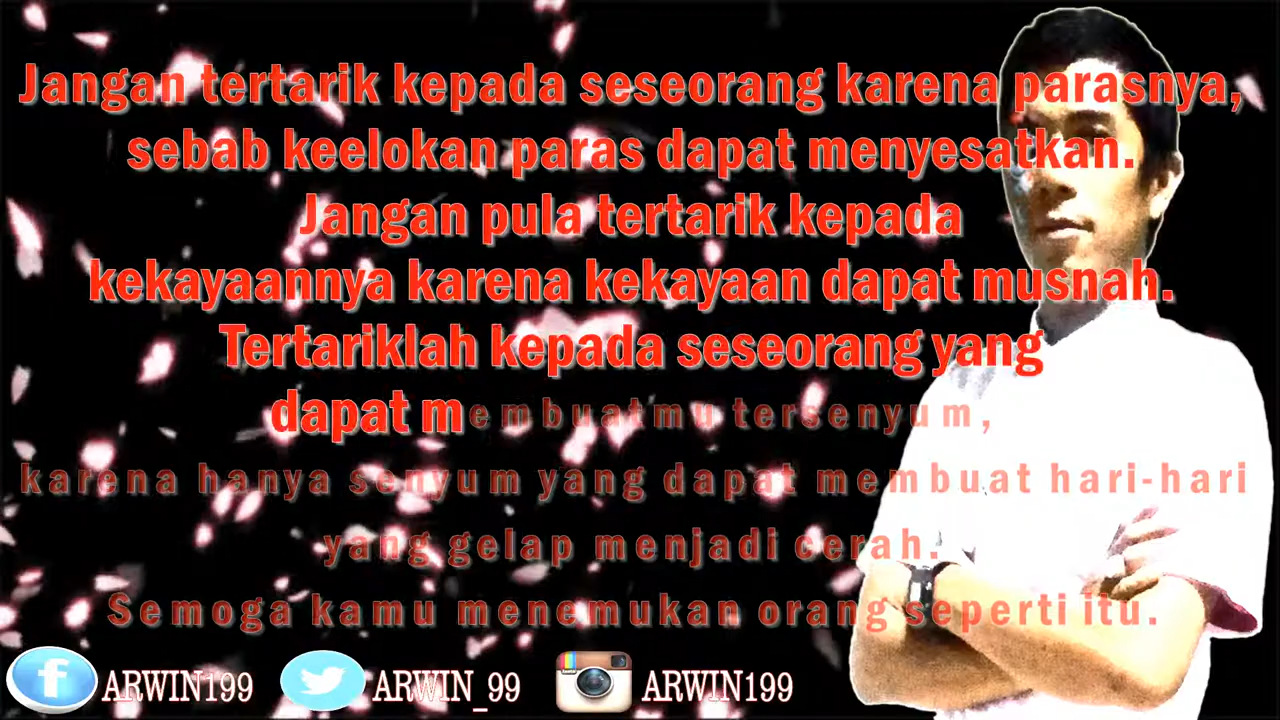 Jangan tertarik kepada seseorang karena parasnya,
sebab keelokan paras dapat menyesatkan.
Jangan pula tertarik kepada
kekayaannya karena kekayaan dapat musnah.
Tertariklah kepada seseorang yang
dapat membuatmu tersenyum,
karena hanya senyum yang dapat membuat hari-hari
yang gelap menjadi cerah.
Semoga kamu menemukan orang seperti itu.
f ARWIN199 ARWIN_99 ARWIN199